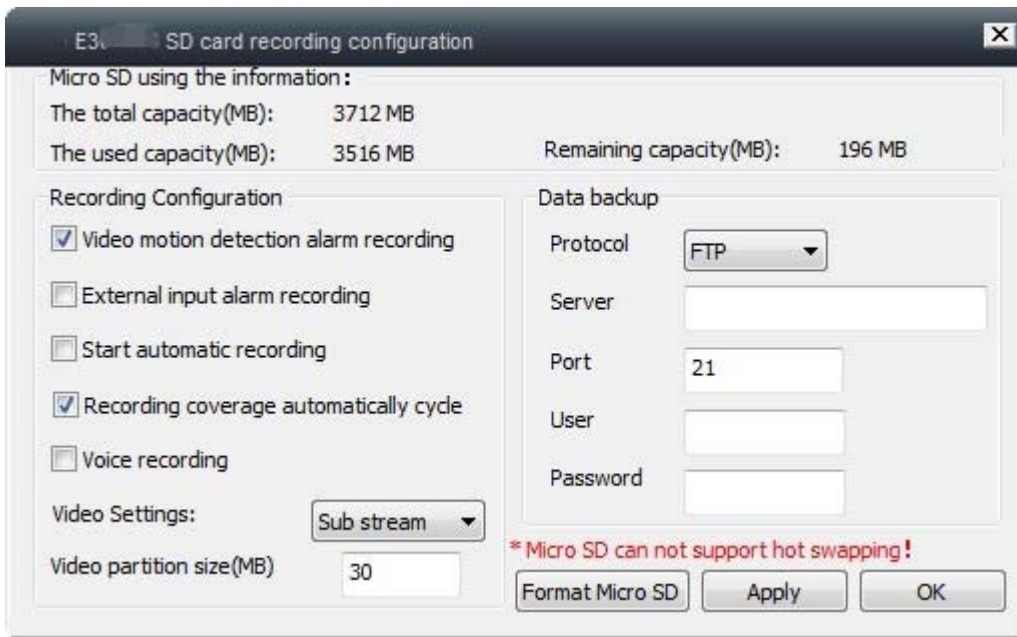 SD card recording configuration
Micro SD using the information:
The total capacity(MB): 3712 MB
The used capacity(MB): 3516 MB Remaining capacity(MB): 196 MB
Recording Configuration
Video motion detection alarm recording
External input alarm recording
Start automatic recording
Recording coverage automatically cycle
Voice recording
Video Settings: Sub stream
Video partition size(MB) 30
Data backup
Protocol FTP
Server
Port 21
User
Password
* Micro SD can not support hot swapping!
Format Micro SD Apply OK